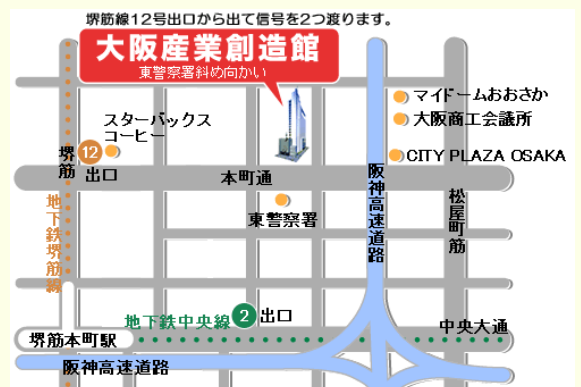 堺筋線12号出口から出て信号を2つ渡ります。
大阪産業創造館
東警察署斜め向かい
マイドームおおさか
大阪商工会議所
スターバックス
コーヒー
CITY PLAZA OSAKA
堺筋
12
出口
本町通
阪神高速道路
松屋町筋
東警察署
地下鉄堺筋線
地下鉄中央線
2
出口
中央大通
堺筋本町駅
阪神高速道路